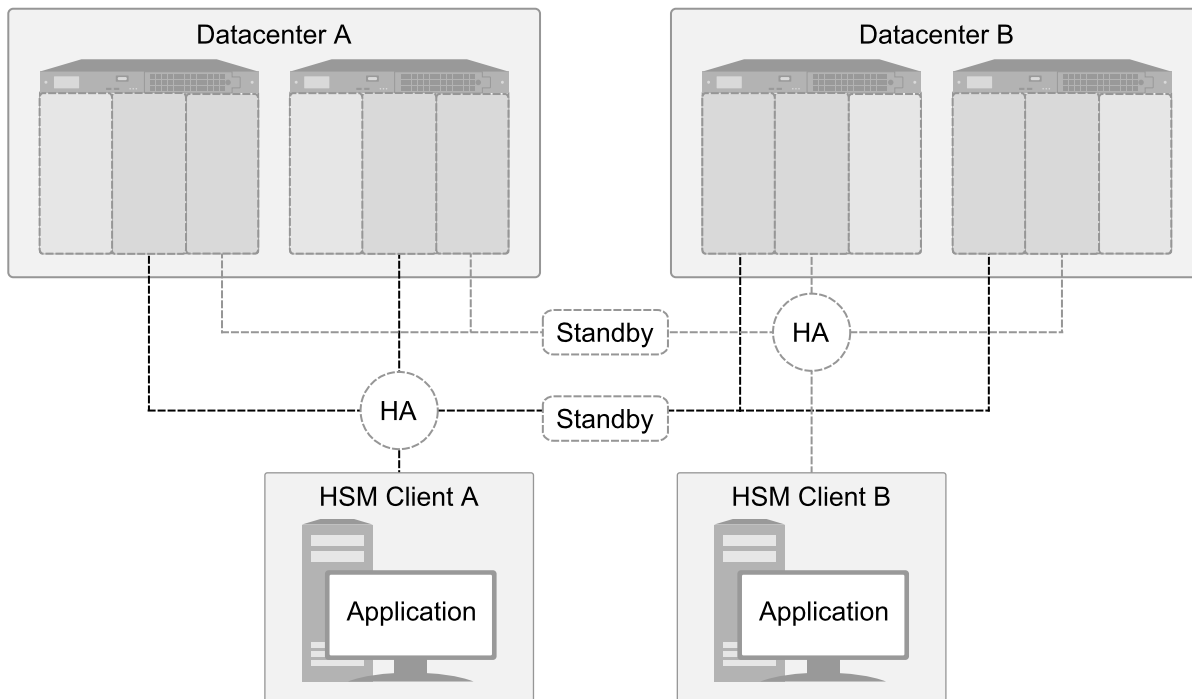 Datacenter A
Datacenter B
Standby
HA
HA
Standby
HSM Client A
HSM Client B
Application
Application